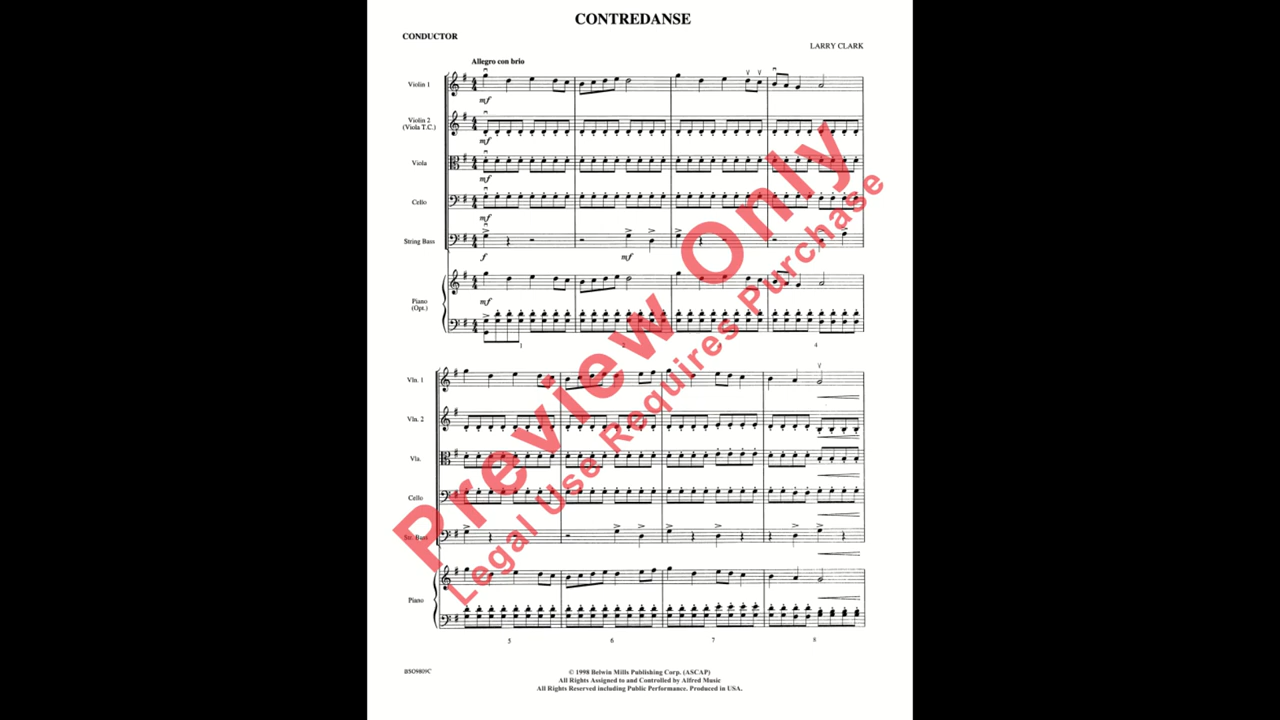 CONTREDANSE
CONDUCTOR
LARRY CLARK
Allegro con brio
Violin 1
mf
Violin 2
(Viola T.C.)
mf
Viola
mf
Cello
mf
String Bass
f
mf
Piano
(Opt.)
mf
1
2
3
4
Vln. 1
Vln. 2
Vla.
Cello
Str. Bass
Piano
5
6
7
8
Preview Only
Legal Use Requires Purchase
BSO9809C
© 1998 Belwin Mills Publishing Corp. (ASCAP)
All Rights Assigned to and Controlled by Alfred Music
All Rights Reserved including Public Performance. Produced in USA.